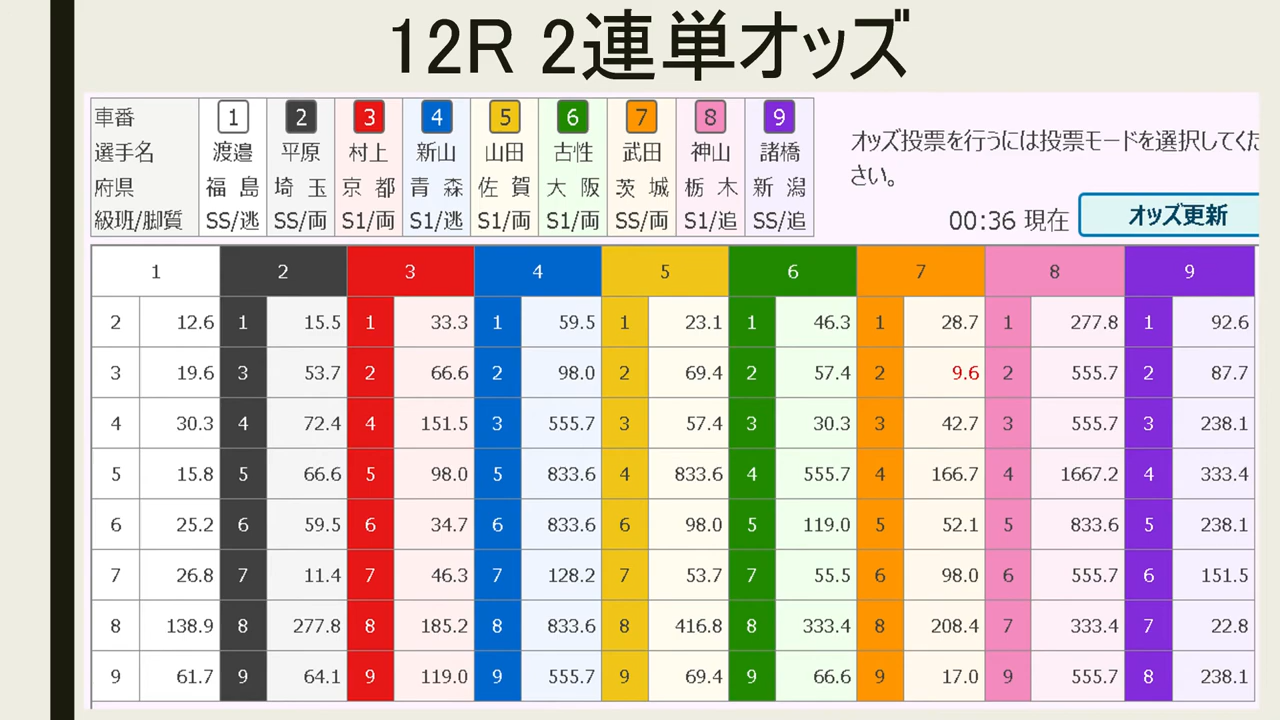 12R 2連単オッズ
車番 1 2 3 4 5 6 7 8 9
選手名 渡邉 平原 村上 新山 山田 古性 武田 神山 諸橋
府県 福島 埼玉 京都 青森 佐賀 大阪 茨城 栃木 新潟
級班/脚質 SS/逃 SS/両 S1/両 S1/逃 S1/両 S1/両 SS/両 S1/追 SS/追
オッズ投票を行うには投票モードを選択してくだ
さい。
00:36 現在 オッズ更新
1 2 3 4 5 6 7 8 9
2 12.6 1 15.5 1 33.3 1 59.5 1 23.1 1 46.3 1 28.7 1 277.8 1 92.6
3 19.6 3 53.7 2 66.6 2 98.0 2 69.4 2 57.4 2 9.6 2 555.7 2 87.7
4 30.3 4 72.4 4 151.5 3 555.7 3 57.4 3 30.3 3 42.7 3 555.7 3 238.1
5 15.8 5 66.6 5 98.0 5 833.6 4 833.6 4 555.7 4 166.7 4 1667.2 4 333.4
6 25.2 6 59.5 6 34.7 6 833.6 6 98.0 5 119.0 5 52.1 5 833.6 5 238.1
7 26.8 7 11.4 7 46.3 7 128.2 7 53.7 7 55.5 6 98.0 6 555.7 6 151.5
8 138.9 8 277.8 8 185.2 8 833.6 8 416.8 8 333.4 8 208.4 7 333.4 7 22.8
9 61.7 9 64.1 9 119.0 9 555.7 9 69.4 9 66.6 9 17.0 9 555.7 8 238.1